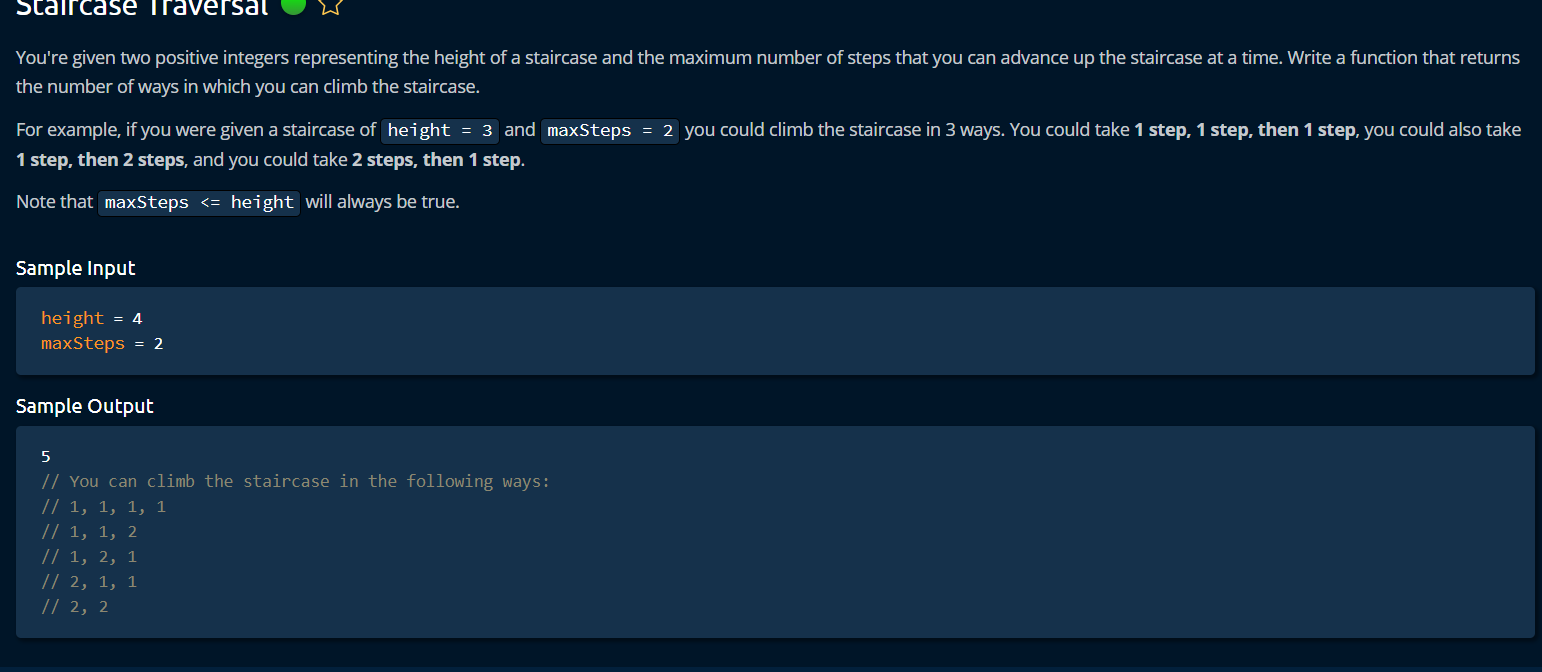 Staircase Traversal
You're given two positive integers representing the height of a staircase and the maximum number of steps that you can advance up the staircase at a time. Write a function that returns
the number of ways in which you can climb the staircase.
For example, if you were given a staircase of height = 3 and maxSteps = 2 you could climb the staircase in 3 ways. You could take 1 step, 1 step, then 1 step, you could also take
1 step, then 2 steps, and you could take 2 steps, then 1 step.
Note that maxSteps <= height will always be true.
Sample Input
height = 4
maxSteps = 2
Sample Output
5
// You can climb the staircase in the following ways:
// 1, 1, 1, 1
// 1, 1, 2
// 1, 2, 1
// 2, 1, 1
// 2, 2